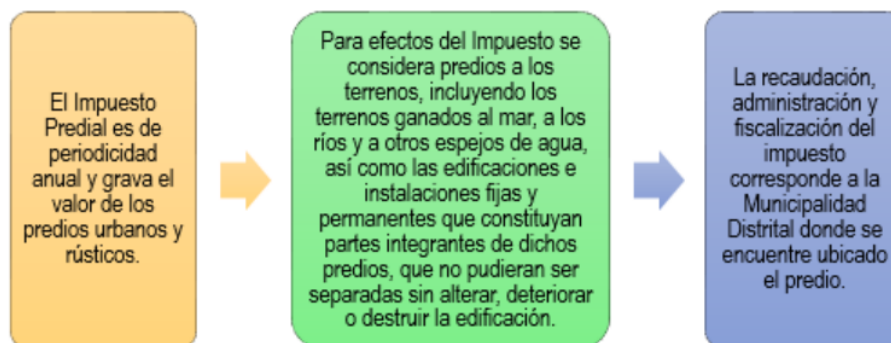 El Impuesto
Predial es de
periodicidad
anual y grava el
valor de los
predios urbanos y
rústicos.
Para efectos del Impuesto se
considera predios a los
terrenos, incluyendo los
terrenos ganados al mar, a los
ríos y a otros espejos de agua,
así como las edificaciones e
instalaciones fijas y
permanentes que constituyan
partes integrantes de dichos
predios, que no pudieran ser
separadas sin alterar, deteriorar
o destruir la edificación.
La recaudación,
administración y
fiscalización del
impuesto
corresponde a la
Municipalidad
Distrital donde se
encuentre ubicado
el predio.